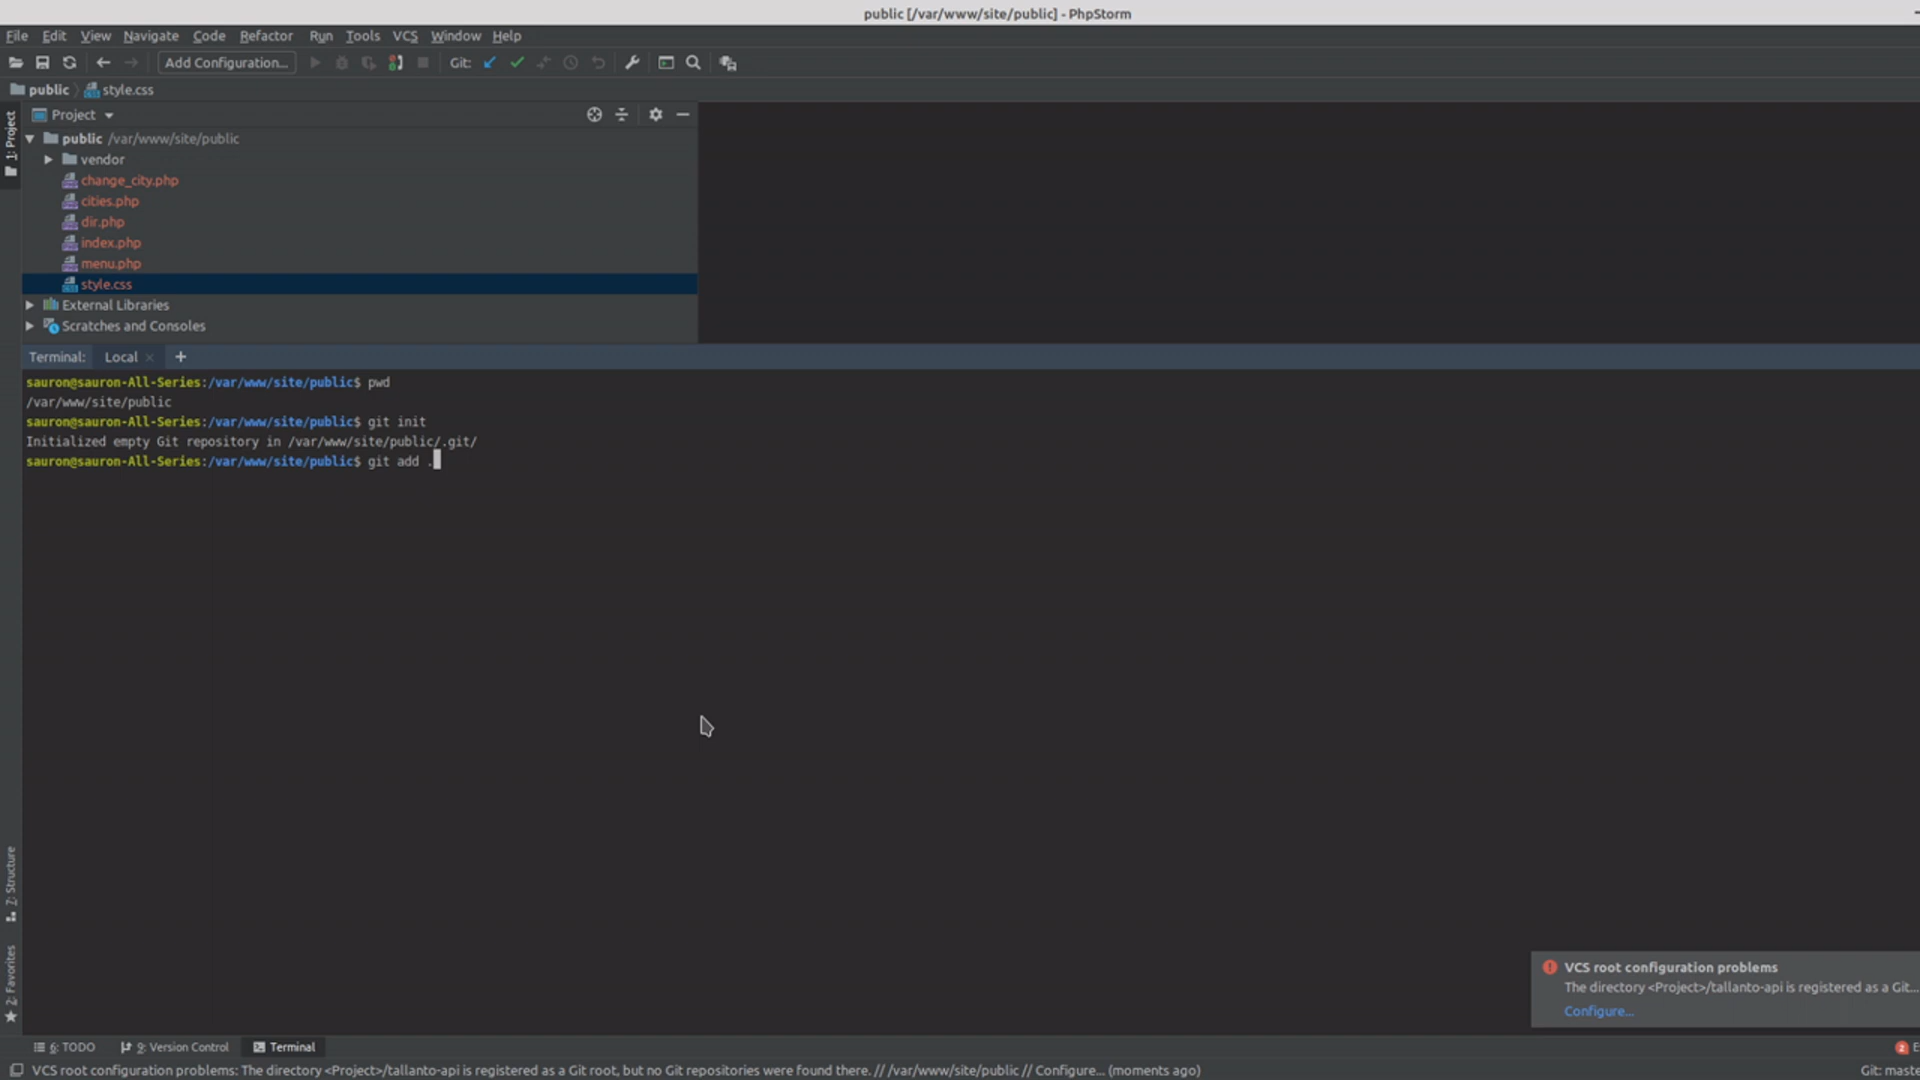 public [/var/www/site/public] - PhpStorm
File Edit View Navigate Code Refactor Run Tools VCS Window Help
Add Configuration... Git:
public style.css
1: Project
Project
public /var/www/site/public
vendor
change_city.php
cities.php
dir.php
index.php
menu.php
style.css
External Libraries
Scratches and Consoles
Terminal: Local × +
sauron@sauron-All-Series:/var/www/site/public$ pwd
/var/www/site/public
sauron@sauron-All-Series:/var/www/site/public$ git init
Initialized empty Git repository in /var/www/site/public/.git/
sauron@sauron-All-Series:/var/www/site/public$ git add .
Z: Structure
2: Favorites
VCS root configuration problems
The directory <Project>/tallanto-api is registered as a Git...
Configure...
6: TODO 9: Version Control Terminal 2 E
VCS root configuration problems: The directory <Project>/tallanto-api is registered as a Git root, but no Git repositories were found there. // /var/www/site/public // Configure... (moments ago) Git: maste